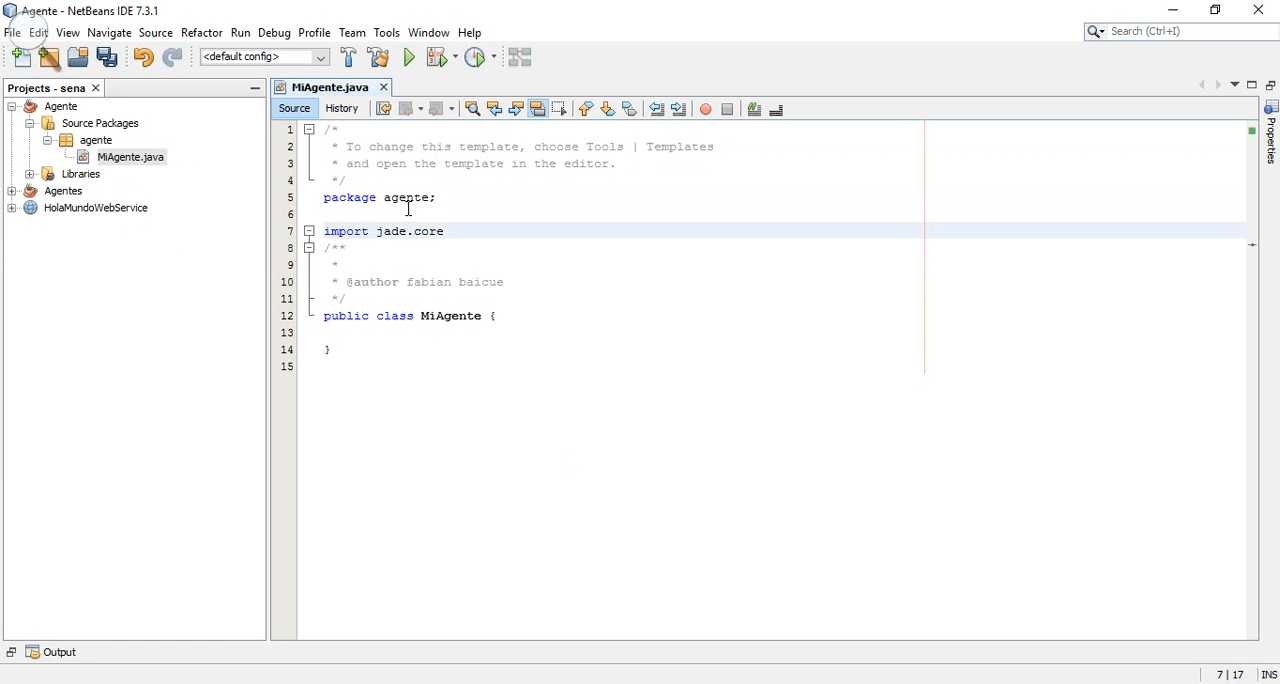 Agente - NetBeans IDE 7.3.1
File Edit View Navigate Source Refactor Run Debug Profile Team Tools Window Help
Search (Ctrl+I)
<default config>
Projects - sena
MiAgente.java
Source History
Agente
Source Packages
agente
MiAgente.java
Libraries
Agentes
HolaMundoWebService
1 /*
2 * To change this template, choose Tools | Templates
3 * and open the template in the editor.
4 */
5 package agente;
6
7 import jade.core
8 /**
9 *
10 * @author fabian baicue
11 */
12 public class MiAgente {
13
14 }
15
Properties
Output
7 | 17 INS